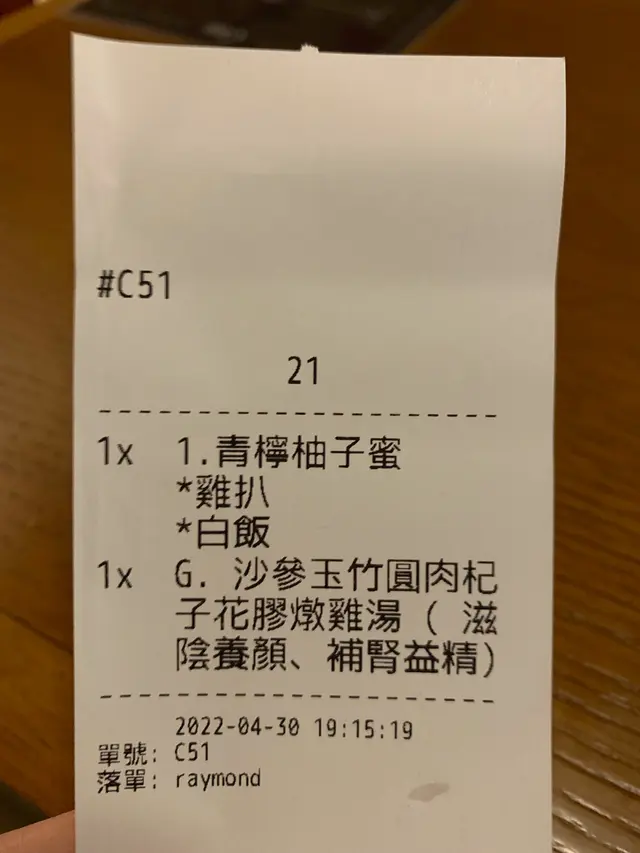 #C51
21
1x 1.青檸柚子蜜
*雞扒
*白飯
1x G. 沙參玉竹圓肉杞
子花膠燉雞湯 ( 滋
陰養顏、補腎益精)
2022-04-30 19:15:19
單號: C51
落單: raymond